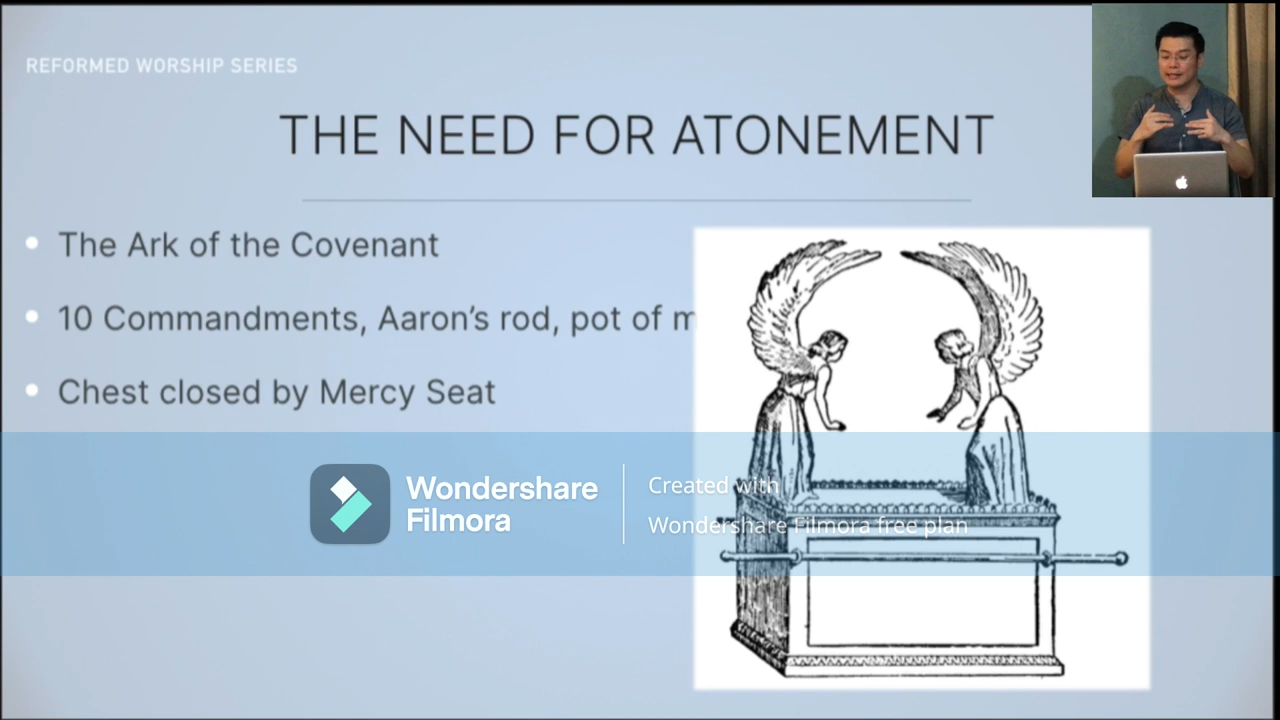 REFORMED WORSHIP SERIES
THE NEED FOR ATONEMENT
The Ark of the Covenant
10 Commandments, Aaron’s rod, pot of m
Chest closed by Mercy Seat
Wondershare
Filmora
Created with
Wondershare Filmora free plan